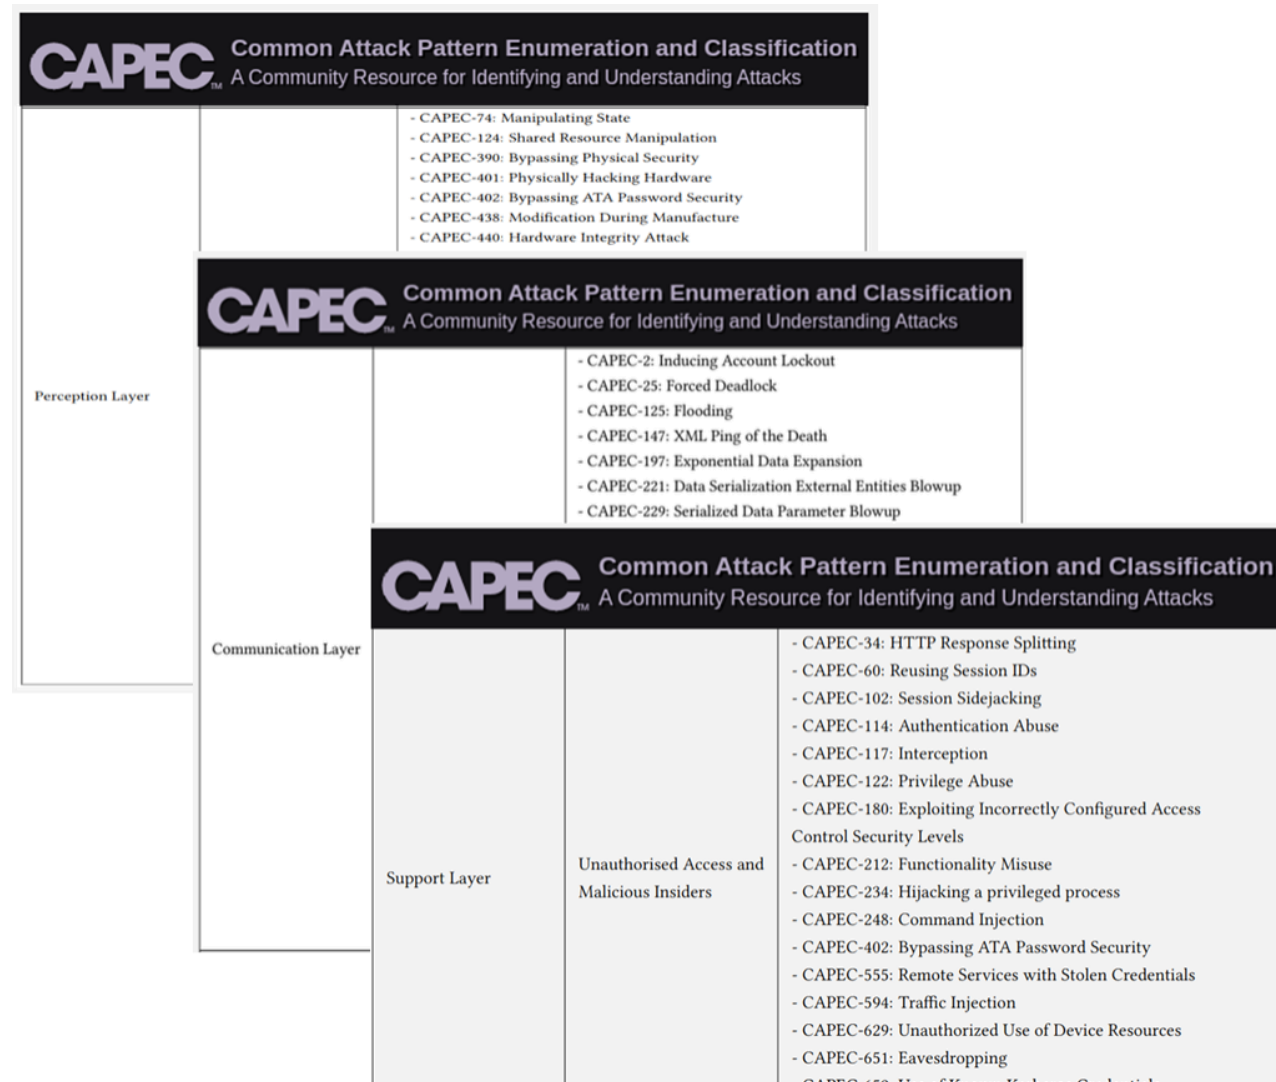 CAPEC™
Common Attack Pattern Enumeration and Classification
A Community Resource for Identifying and Understanding Attacks
- CAPEC-74: Manipulating State
- CAPEC-124: Shared Resource Manipulation
- CAPEC-390: Bypassing Physical Security
- CAPEC-401: Physically Hacking Hardware
- CAPEC-402: Bypassing ATA Password Security
- CAPEC-438: Modification During Manufacture
- CAPEC-440: Hardware Integrity Attack
Perception Layer
CAPEC™
Common Attack Pattern Enumeration and Classification
A Community Resource for Identifying and Understanding Attacks
- CAPEC-2: Inducing Account Lockout
- CAPEC-25: Forced Deadlock
- CAPEC-125: Flooding
- CAPEC-147: XML Ping of the Death
- CAPEC-197: Exponential Data Expansion
- CAPEC-221: Data Serialization External Entities Blowup
- CAPEC-229: Serialized Data Parameter Blowup
Communication Layer
CAPEC™
Common Attack Pattern Enumeration and Classification
A Community Resource for Identifying and Understanding Attacks
Support Layer
Unauthorised Access and
Malicious Insiders
- CAPEC-34: HTTP Response Splitting
- CAPEC-60: Reusing Session IDs
- CAPEC-102: Session Sidejacking
- CAPEC-114: Authentication Abuse
- CAPEC-117: Interception
- CAPEC-122: Privilege Abuse
- CAPEC-180: Exploiting Incorrectly Configured Access
Control Security Levels
- CAPEC-212: Functionality Misuse
- CAPEC-234: Hijacking a privileged process
- CAPEC-248: Command Injection
- CAPEC-402: Bypassing ATA Password Security
- CAPEC-555: Remote Services with Stolen Credentials
- CAPEC-594: Traffic Injection
- CAPEC-629: Unauthorized Use of Device Resources
- CAPEC-651: Eavesdropping